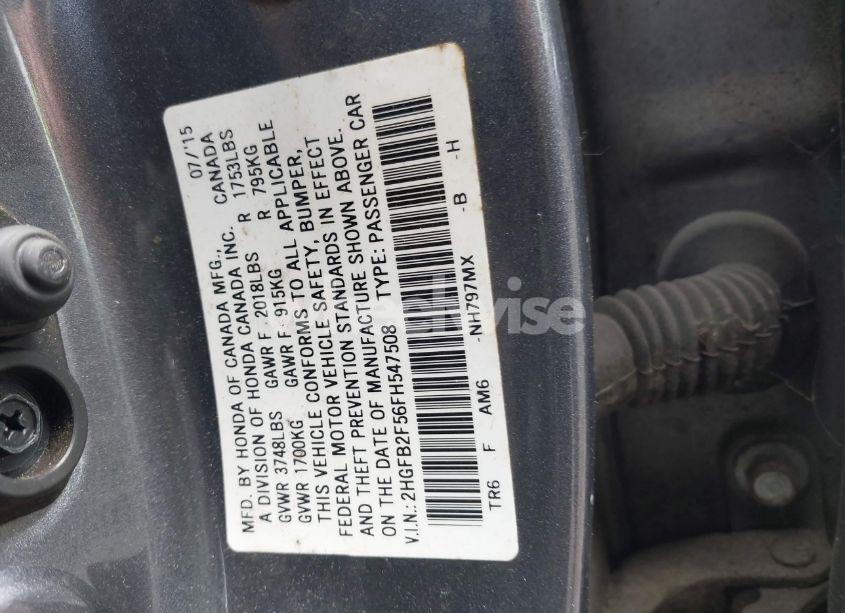 MFD. BY HONDA OF CANADA MFG., 07/'15
A DIVISION OF HONDA CANADA INC. CANADA
GVWR 3748LBS GAWR F 2018LBS R 1753LBS
GVWR 1700KG GAWR F 915KG R 795KG
THIS VEHICLE CONFORMS TO ALL APPLICABLE
FEDERAL MOTOR VEHICLE SAFETY, BUMPER,
AND THEFT PREVENTION STANDARDS IN EFFECT
ON THE DATE OF MANUFACTURE SHOWN ABOVE.
V.I.N.: 2HGFB2F56FH547508 TYPE: PASSENGER CAR
TR6 F AM6 -NH797MX -B -H